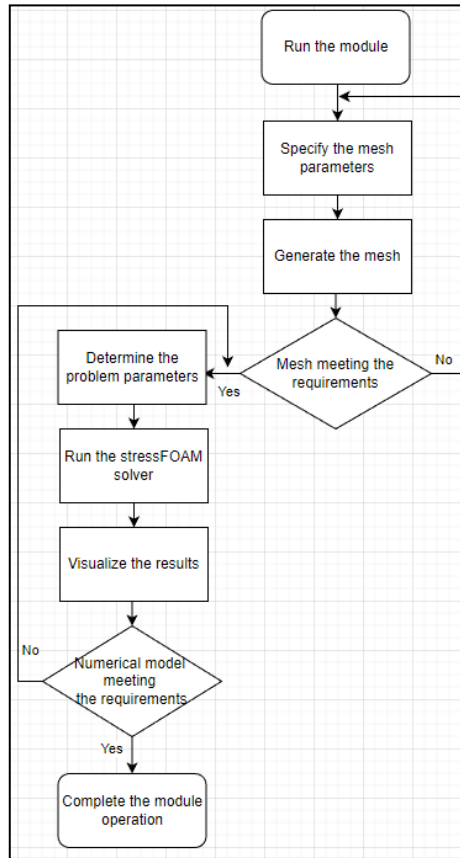 Run the module
Specify the mesh
parameters
Generate the mesh
Mesh meeting the
requirements
No
Yes
Determine the
problem parameters
Run the stressFOAM
solver
Visualize the results
Numerical model
meeting
the requirements
No
Yes
Complete the module
operation